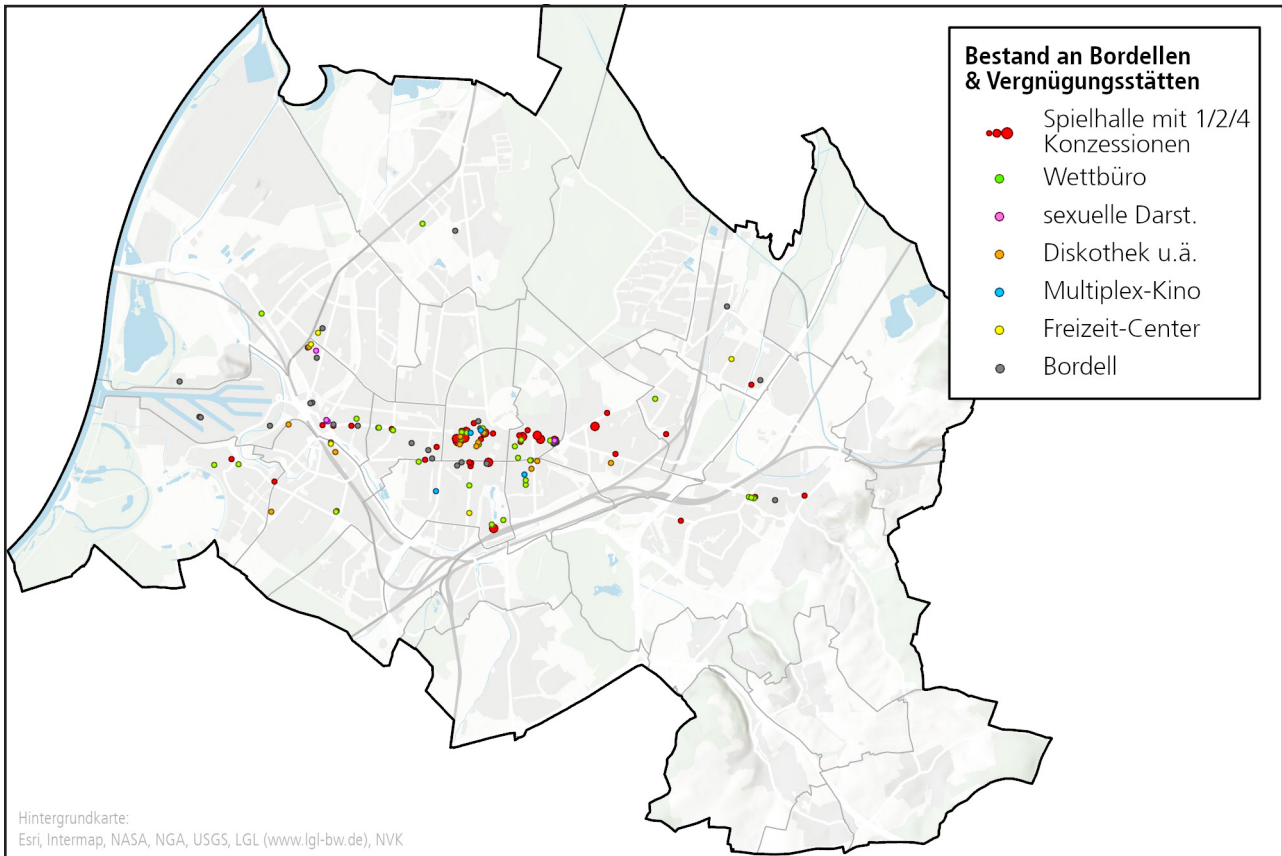 Bestand an Bordellen
& Vergnügungsstätten
Spielhalle mit 1/2/4
Konzessionen
Wettbüro
sexuelle Darst.
Diskothek u.ä.
Multiplex-Kino
Freizeit-Center
Bordell
Hintergrundkarte:
Esri, Intermap, NASA, NGA, USGS, LGL (www.lgl-bw.de), NVK